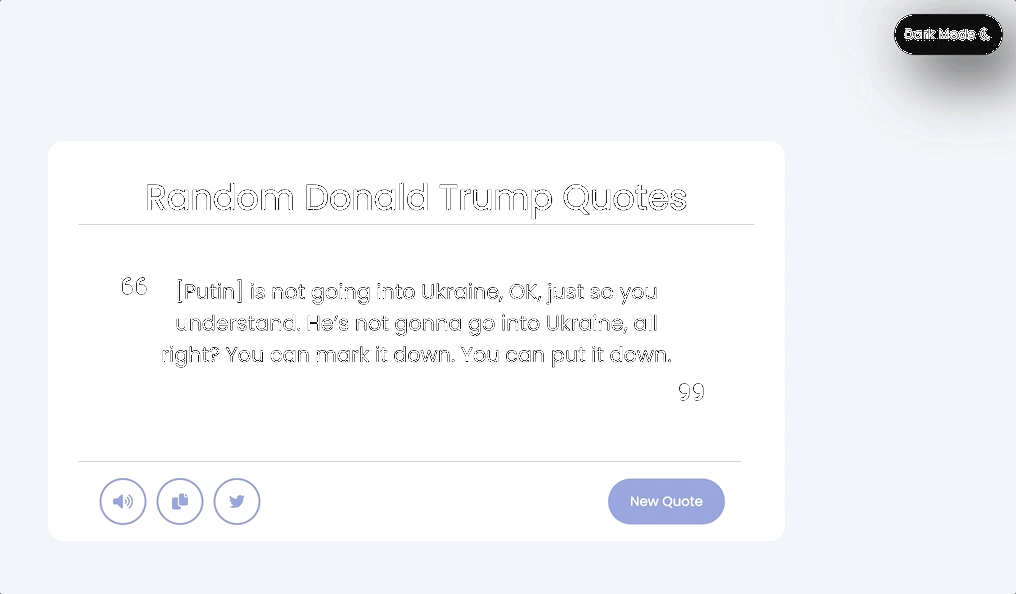 Dark Mode
Random Donald Trump Quotes
[Putin] is not going into Ukraine, OK, just so you
understand. He’s not gonna go into Ukraine, all
right? You can mark it down. You can put it down.
New Quote